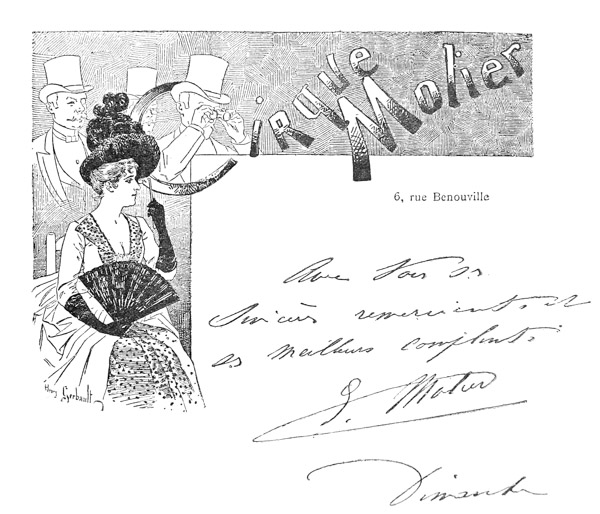 Cirque Molier
6, rue Benouville
Avec tous ses
sincères remerciements et
ses meilleurs compliments
E. Molier
Dimanche
Henry Gerbault